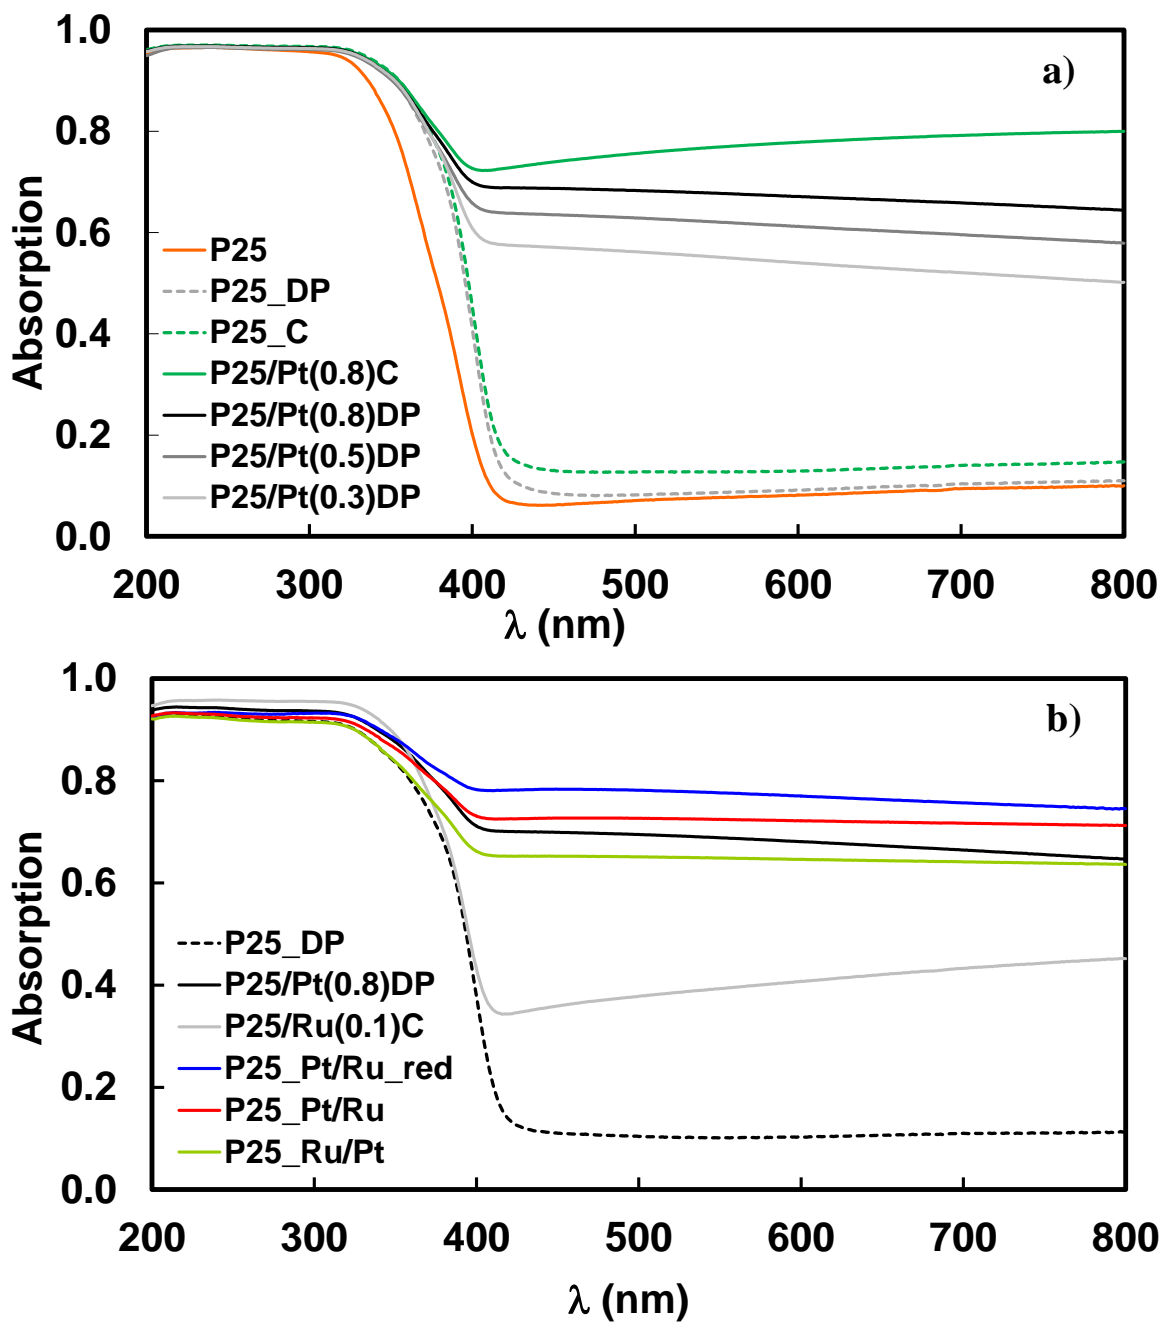 1.0
a)
0.8
0.6
P25
P25_DP
0.4
P25_C
P25/Pt(0.8)C
P25/Pt(0.8)DP
0.2
P25/Pt(0.5)DP
P25/Pt(0.3)DP
0.0
Absorption
200 300 400 500 600 700 800
λ (nm)
1.0
b)
0.8
0.6
P25_DP
P25/Pt(0.8)DP
0.4
P25/Ru(0.1)C
P25_Pt/Ru_red
0.2
P25_Pt/Ru
P25_Ru/Pt
0.0
Absorption
200 300 400 500 600 700 800
λ (nm)